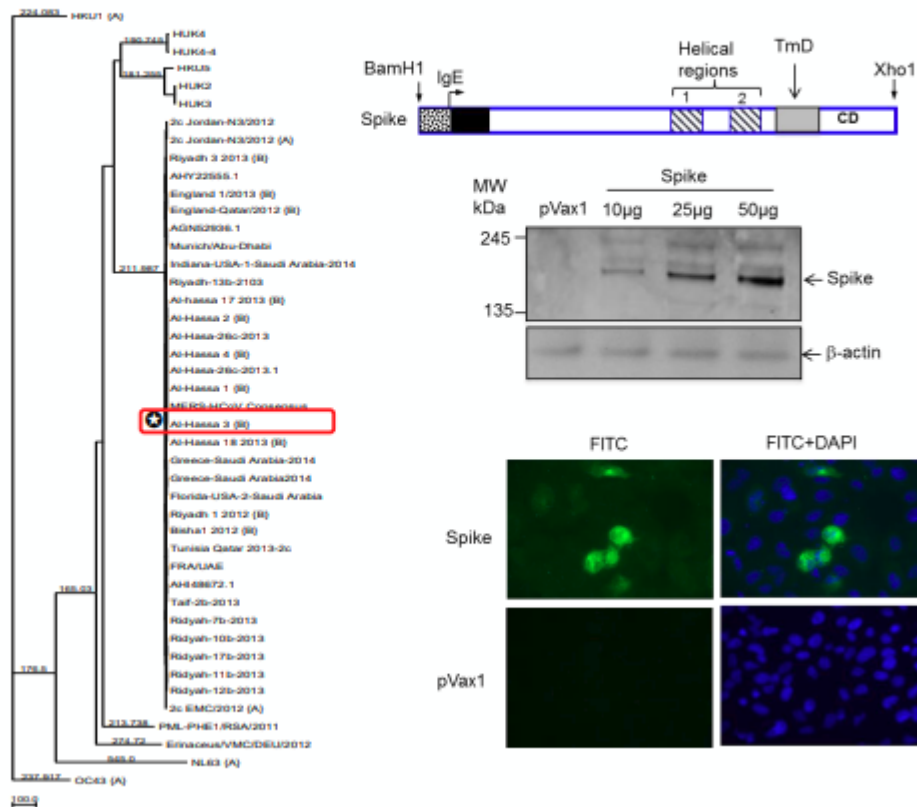 224.083
HKU1 (A)
HUK4
190.748
HUK4-4
HKU5
HUK2
HUK3
2c Jordan-N3/2012
2c Jordan-N3/2012 (A)
Riyadh 3 2013 (B)
AHY22555.1
England 1/2013 (B)
England-Qatar/2012 (B)
AGN52936.1
Munich/Abu-Dhabi
211.987
Indiana-USA-1-Saudi Arabia-2014
Riyadh-13b-2103
Al-hassa 17 2013 (B)
Al-Hassa 2 (B)
Al-Hasa-26c-2013
Al-Hassa 4 (B)
Al-Hasa-26c-2013.1
Al-Hassa 1 (B)
MERS-HCoV Consensus
Al-Hassa 3 (B)
Al-Hassa 18 2013 (B)
Greece-Saudi Arabia-2014
Greece-Saudi Arabia2014
Florida-USA-2-Saudi Arabia
Riyadh 1 2012 (B)
Bisha1 2012 (B)
Tunisia Qatar 2013-2c
FRA/UAE
AHI48672.1
165.03
Taif-2b-2013
Ridyah-7b-2013
Ridyah-10b-2013
Ridyah-17b-2013
176.5
Ridyah-11b-2013
Ridyah-12b-2013
2c EMC/2012 (A)
213.738
PML-PHE1/RSA/2011
274.72
Erinaceus/VMC/DEU/2012
NL63 (A)
237.917
OC43 (A)
100.0
BamH1
IgE
Helical
regions
1 2
TmD
Xho1
Spike
CD
MW
kDa
Spike
pVax1 10µg 25µg 50µg
245
Spike
135
β-actin
FITC FITC+DAPI
Spike
pVax1